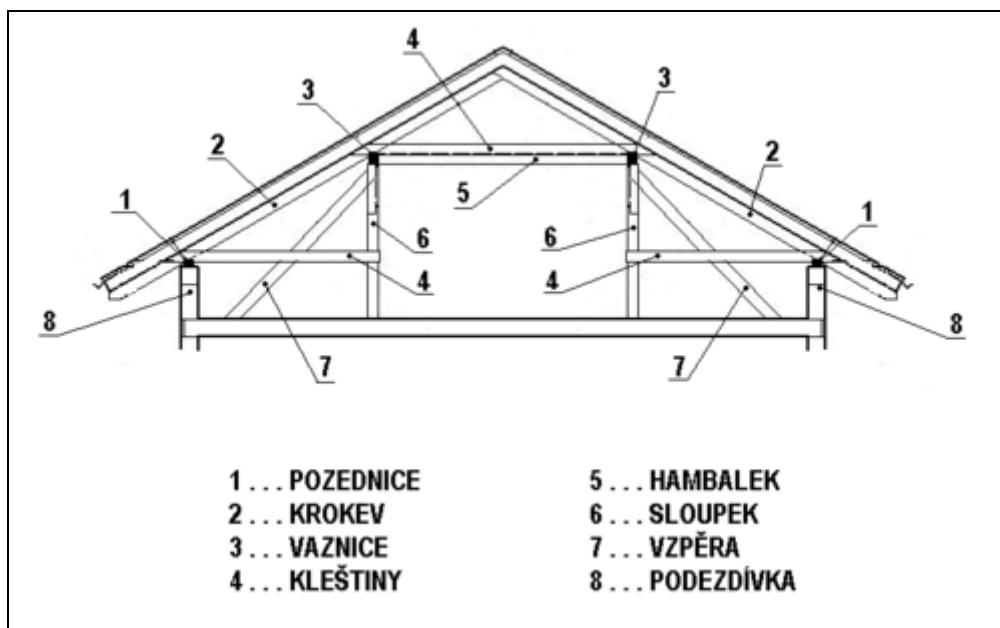 4
3
3
2
2
1
5
1
6
6
4
4
8
8
7
7
1 . . . POZEDNICE
2 . . . KROKEV
3 . . . VAZNICE
4 . . . KLEŠTINY
5 . . . HAMBALEK
6 . . . SLOUPEK
7 . . . VZPĚRA
8 . . . PODEZDÍVKA